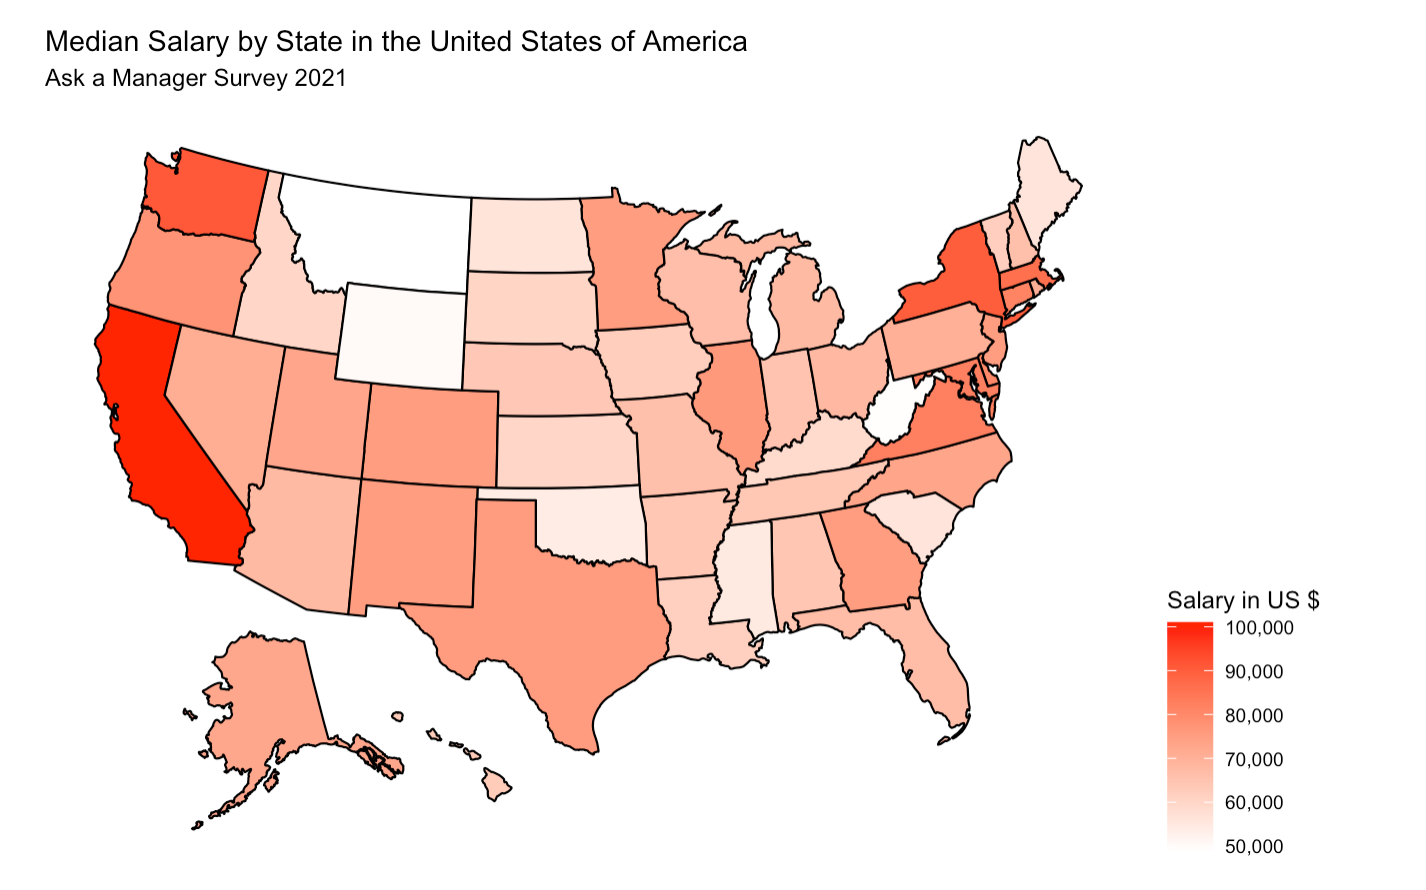 Median Salary by State in the United States of America
Ask a Manager Survey 2021
Salary in US $
100,000
90,000
80,000
70,000
60,000
50,000